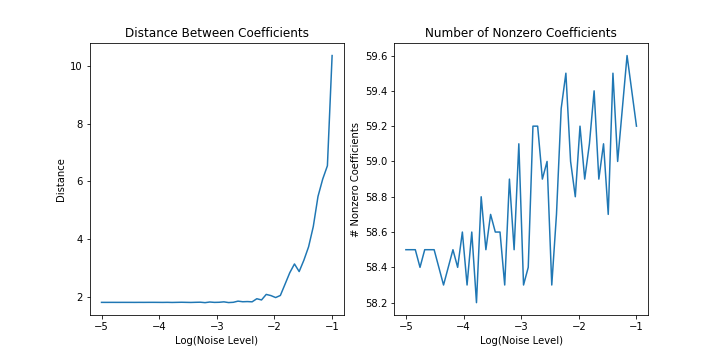 Distance Between Coefficients
Distance
10
8
6
4
2
−5 −4 −3 −2 −1
Log(Noise Level)
Number of Nonzero Coefficients
# Nonzero Coefficients
59.6
59.4
59.2
59.0
58.8
58.6
58.4
58.2
−5 −4 −3 −2 −1
Log(Noise Level)